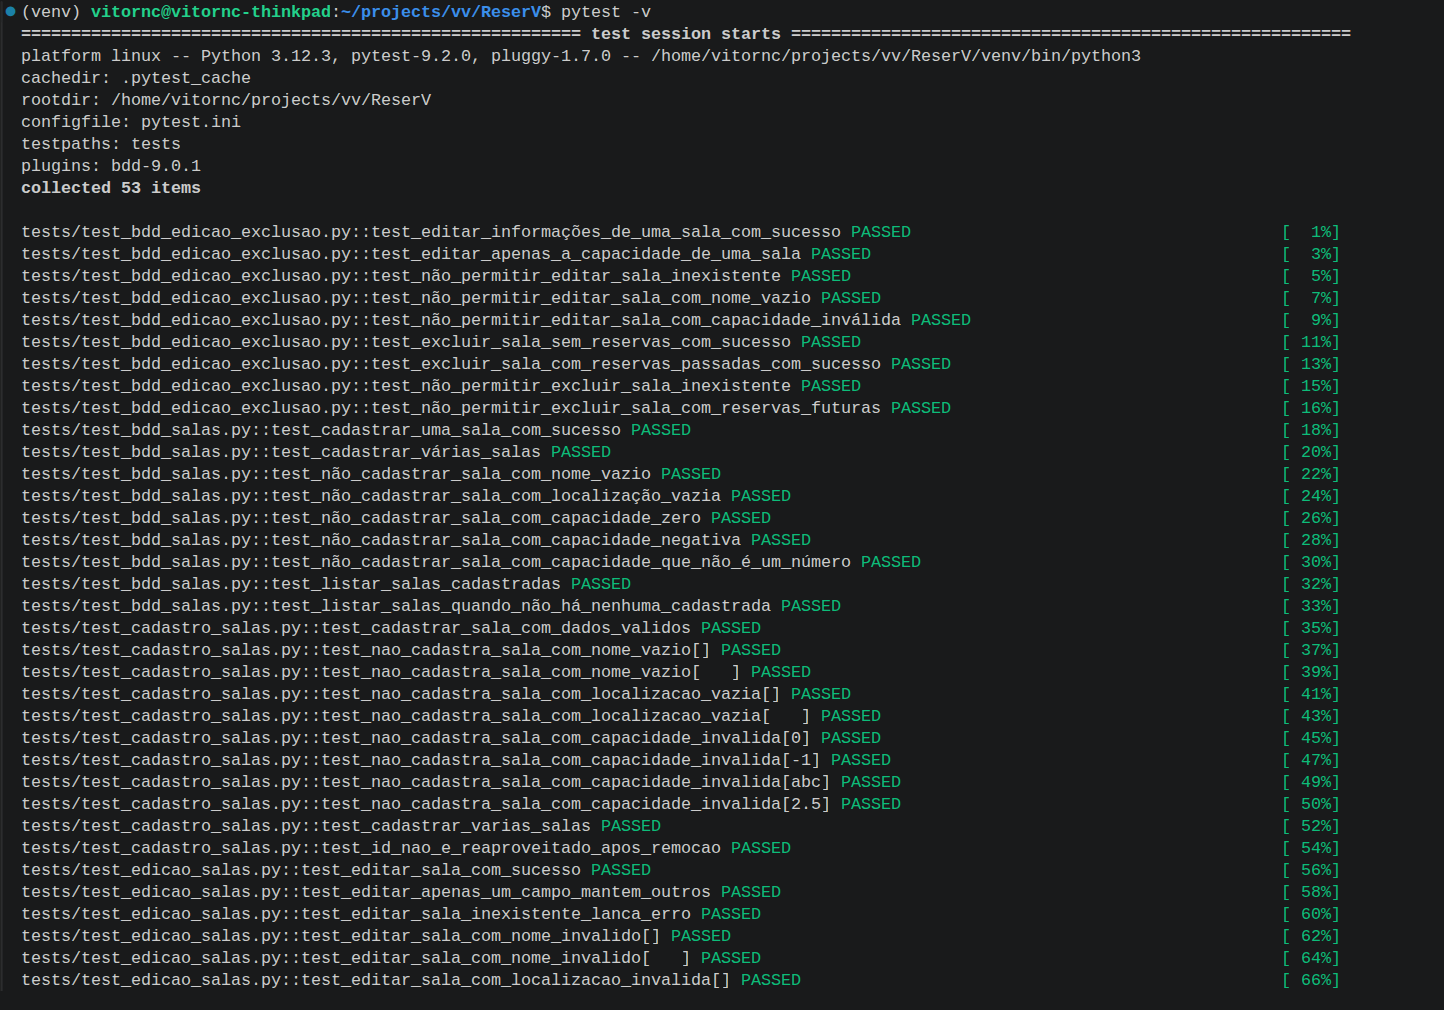 (venv) vitornc@vitornc-thinkpad:~/projects/vv/ReserV$ pytest -v
======================================================== test session starts ========================================================
platform linux -- Python 3.12.3, pytest-9.2.0, pluggy-1.7.0 -- /home/vitornc/projects/vv/ReserV/venv/bin/python3
cachedir: .pytest_cache
rootdir: /home/vitornc/projects/vv/ReserV
configfile: pytest.ini
testpaths: tests
plugins: bdd-9.0.1
collected 53 items

tests/test_bdd_edicao_exclusao.py::test_editar_informações_de_uma_sala_com_sucesso PASSED [  1%]
tests/test_bdd_edicao_exclusao.py::test_editar_apenas_a_capacidade_de_uma_sala PASSED [  3%]
tests/test_bdd_edicao_exclusao.py::test_não_permitir_editar_sala_inexistente PASSED [  5%]
tests/test_bdd_edicao_exclusao.py::test_não_permitir_editar_sala_com_nome_vazio PASSED [  7%]
tests/test_bdd_edicao_exclusao.py::test_não_permitir_editar_sala_com_capacidade_inválida PASSED [  9%]
tests/test_bdd_edicao_exclusao.py::test_excluir_sala_sem_reservas_com_sucesso PASSED [ 11%]
tests/test_bdd_edicao_exclusao.py::test_excluir_sala_com_reservas_passadas_com_sucesso PASSED [ 13%]
tests/test_bdd_edicao_exclusao.py::test_não_permitir_excluir_sala_inexistente PASSED [ 15%]
tests/test_bdd_edicao_exclusao.py::test_não_permitir_excluir_sala_com_reservas_futuras PASSED [ 16%]
tests/test_bdd_salas.py::test_cadastrar_uma_sala_com_sucesso PASSED [ 18%]
tests/test_bdd_salas.py::test_cadastrar_várias_salas PASSED [ 20%]
tests/test_bdd_salas.py::test_não_cadastrar_sala_com_nome_vazio PASSED [ 22%]
tests/test_bdd_salas.py::test_não_cadastrar_sala_com_localização_vazia PASSED [ 24%]
tests/test_bdd_salas.py::test_não_cadastrar_sala_com_capacidade_zero PASSED [ 26%]
tests/test_bdd_salas.py::test_não_cadastrar_sala_com_capacidade_negativa PASSED [ 28%]
tests/test_bdd_salas.py::test_não_cadastrar_sala_com_capacidade_que_não_é_um_número PASSED [ 30%]
tests/test_bdd_salas.py::test_listar_salas_cadastradas PASSED [ 32%]
tests/test_bdd_salas.py::test_listar_salas_quando_não_há_nenhuma_cadastrada PASSED [ 33%]
tests/test_cadastro_salas.py::test_cadastrar_sala_com_dados_validos PASSED [ 35%]
tests/test_cadastro_salas.py::test_nao_cadastra_sala_com_nome_vazio[] PASSED [ 37%]
tests/test_cadastro_salas.py::test_nao_cadastra_sala_com_nome_vazio[   ] PASSED [ 39%]
tests/test_cadastro_salas.py::test_nao_cadastra_sala_com_localizacao_vazia[] PASSED [ 41%]
tests/test_cadastro_salas.py::test_nao_cadastra_sala_com_localizacao_vazia[   ] PASSED [ 43%]
tests/test_cadastro_salas.py::test_nao_cadastra_sala_com_capacidade_invalida[0] PASSED [ 45%]
tests/test_cadastro_salas.py::test_nao_cadastra_sala_com_capacidade_invalida[-1] PASSED [ 47%]
tests/test_cadastro_salas.py::test_nao_cadastra_sala_com_capacidade_invalida[abc] PASSED [ 49%]
tests/test_cadastro_salas.py::test_nao_cadastra_sala_com_capacidade_invalida[2.5] PASSED [ 50%]
tests/test_cadastro_salas.py::test_cadastrar_varias_salas PASSED [ 52%]
tests/test_cadastro_salas.py::test_id_nao_e_reaproveitado_apos_remocao PASSED [ 54%]
tests/test_edicao_salas.py::test_editar_sala_com_sucesso PASSED [ 56%]
tests/test_edicao_salas.py::test_editar_apenas_um_campo_mantem_outros PASSED [ 58%]
tests/test_edicao_salas.py::test_editar_sala_inexistente_lanca_erro PASSED [ 60%]
tests/test_edicao_salas.py::test_editar_sala_com_nome_invalido[] PASSED [ 62%]
tests/test_edicao_salas.py::test_editar_sala_com_nome_invalido[   ] PASSED [ 64%]
tests/test_edicao_salas.py::test_editar_sala_com_localizacao_invalida[] PASSED [ 66%]